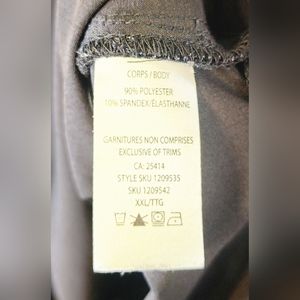 CORPS / BODY
90% POLYESTER
10% SPANDEX/ÉLASTHANNE
GARNITURES NON COMPRISES
EXCLUSIVE OF TRIMS
CA: 25414
STYLE SKU 1209535
SKU 1209542
XXL/TTG